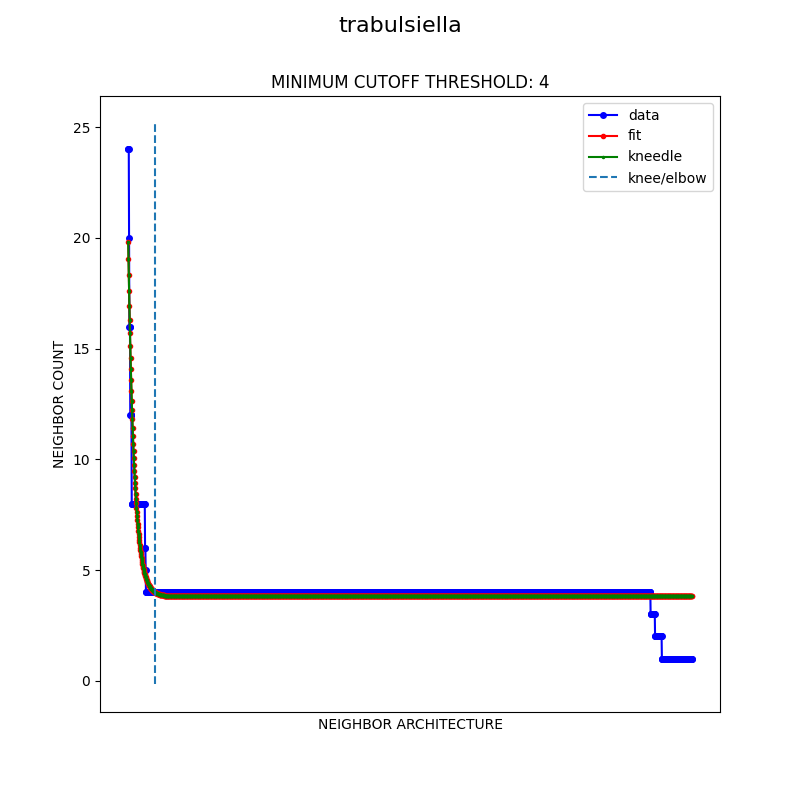 trabulsiella
MINIMUM CUTOFF THRESHOLD: 4
data
fit
kneedle
knee/elbow
25
20
15
10
5
0
NEIGHBOR COUNT
NEIGHBOR ARCHITECTURE